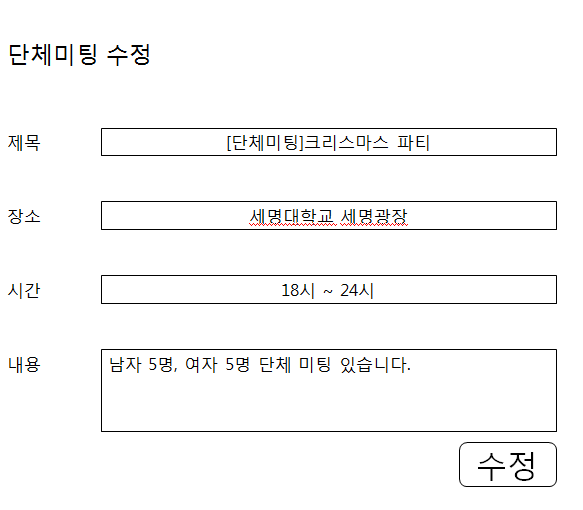 단체미팅 수정
제목
[단체미팅]크리스마스 파티
장소
세명대학교 세명광장
시간
18시 ~ 24시
내용
남자 5명, 여자 5명 단체 미팅 있습니다.
수정